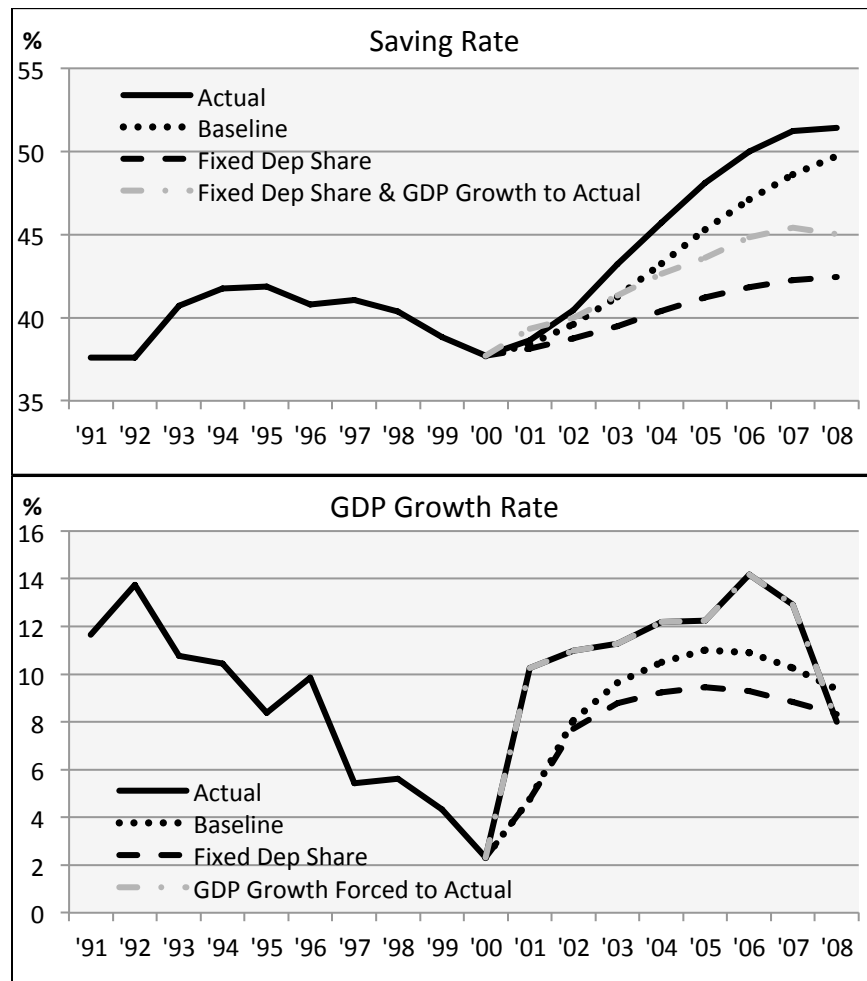 % Saving Rate
55
Actual
Baseline
50
Fixed Dep Share
Fixed Dep Share & GDP Growth to Actual
45
40
35
'91 '92 '93 '94 '95 '96 '97 '98 '99 '00 '01 '02 '03 '04 '05 '06 '07 '08
% GDP Growth Rate
16
14
12
10
8
6
Actual
4
Baseline
Fixed Dep Share
2
GDP Growth Forced to Actual
0
'91 '92 '93 '94 '95 '96 '97 '98 '99 '00 '01 '02 '03 '04 '05 '06 '07 '08